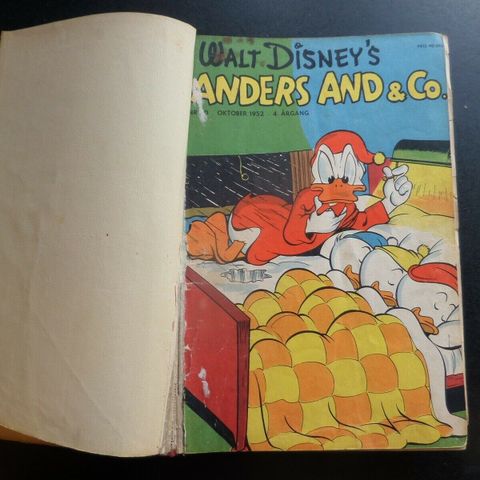 WALT DISNEY'S
ANDERS AND & Co.
OKTOBER 1952 · 4. ÅRGANG